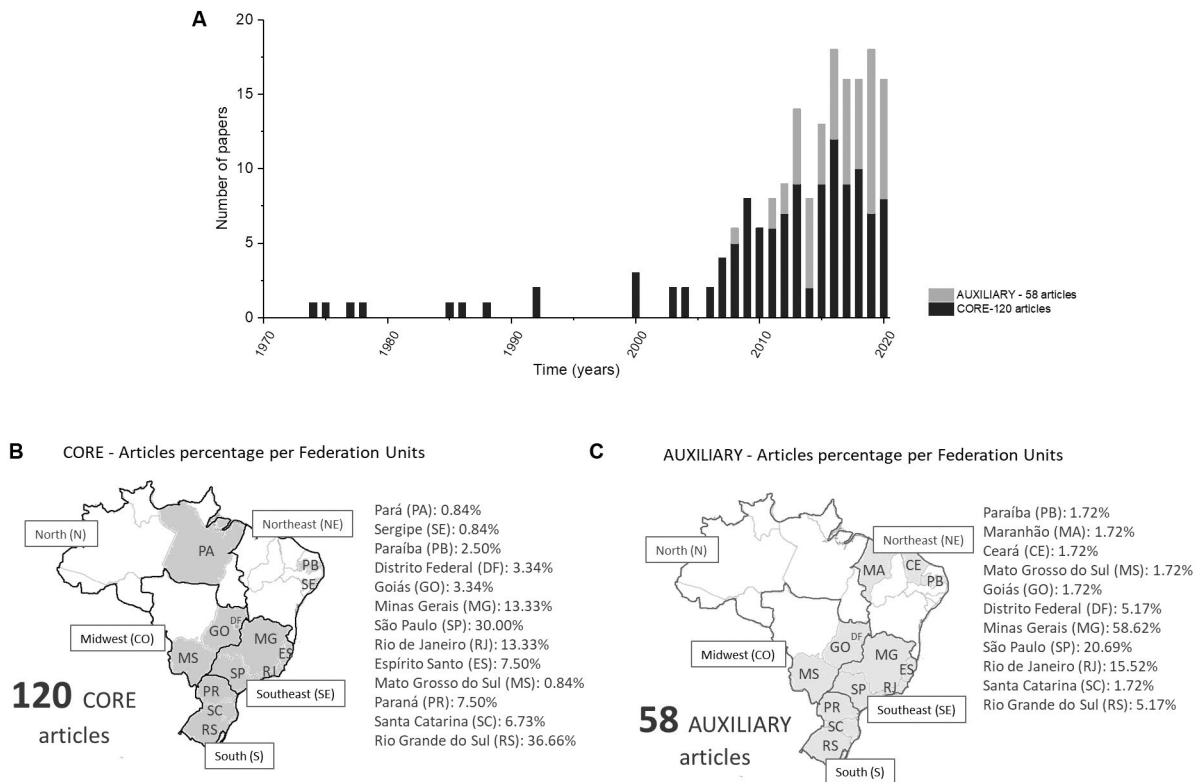 A
20
15
10
5
0
Number of papers
1970
1980
1990
2000
2010
2020
Time (years)
AUXILIARY - 58 articles
CORE-120 articles
B
CORE - Articles percentage per Federation Units
North (N)
Northeast (NE)
PA
PB
SE
DF
GO
MG
ES
MS
SP
RJ
PR
SC
RS
Midwest (CO)
Southeast (SE)
South (S)
120 CORE
articles
Pará (PA): 0.84%
Sergipe (SE): 0.84%
Paraíba (PB): 2.50%
Distrito Federal (DF): 3.34%
Goiás (GO): 3.34%
Minas Gerais (MG): 13.33%
São Paulo (SP): 30.00%
Rio de Janeiro (RJ): 13.33%
Espírito Santo (ES): 7.50%
Mato Grosso do Sul (MS): 0.84%
Paraná (PR): 7.50%
Santa Catarina (SC): 6.73%
Rio Grande do Sul (RS): 36.66%
C
AUXILIARY - Articles percentage per Federation Units
North (N)
Northeast (NE)
MA
CE
PB
DF
GO
MG
ES
MS
SP
RJ
PR
SC
RS
Midwest (CO)
Southeast (SE)
South (S)
58 AUXILIARY
articles
Paraíba (PB): 1.72%
Maranhão (MA): 1.72%
Ceará (CE): 1.72%
Mato Grosso do Sul (MS): 1.72%
Goiás (GO): 1.72%
Distrito Federal (DF): 5.17%
Minas Gerais (MG): 58.62%
São Paulo (SP): 20.69%
Rio de Janeiro (RJ): 15.52%
Santa Catarina (SC): 1.72%
Rio Grande do Sul (RS): 5.17%